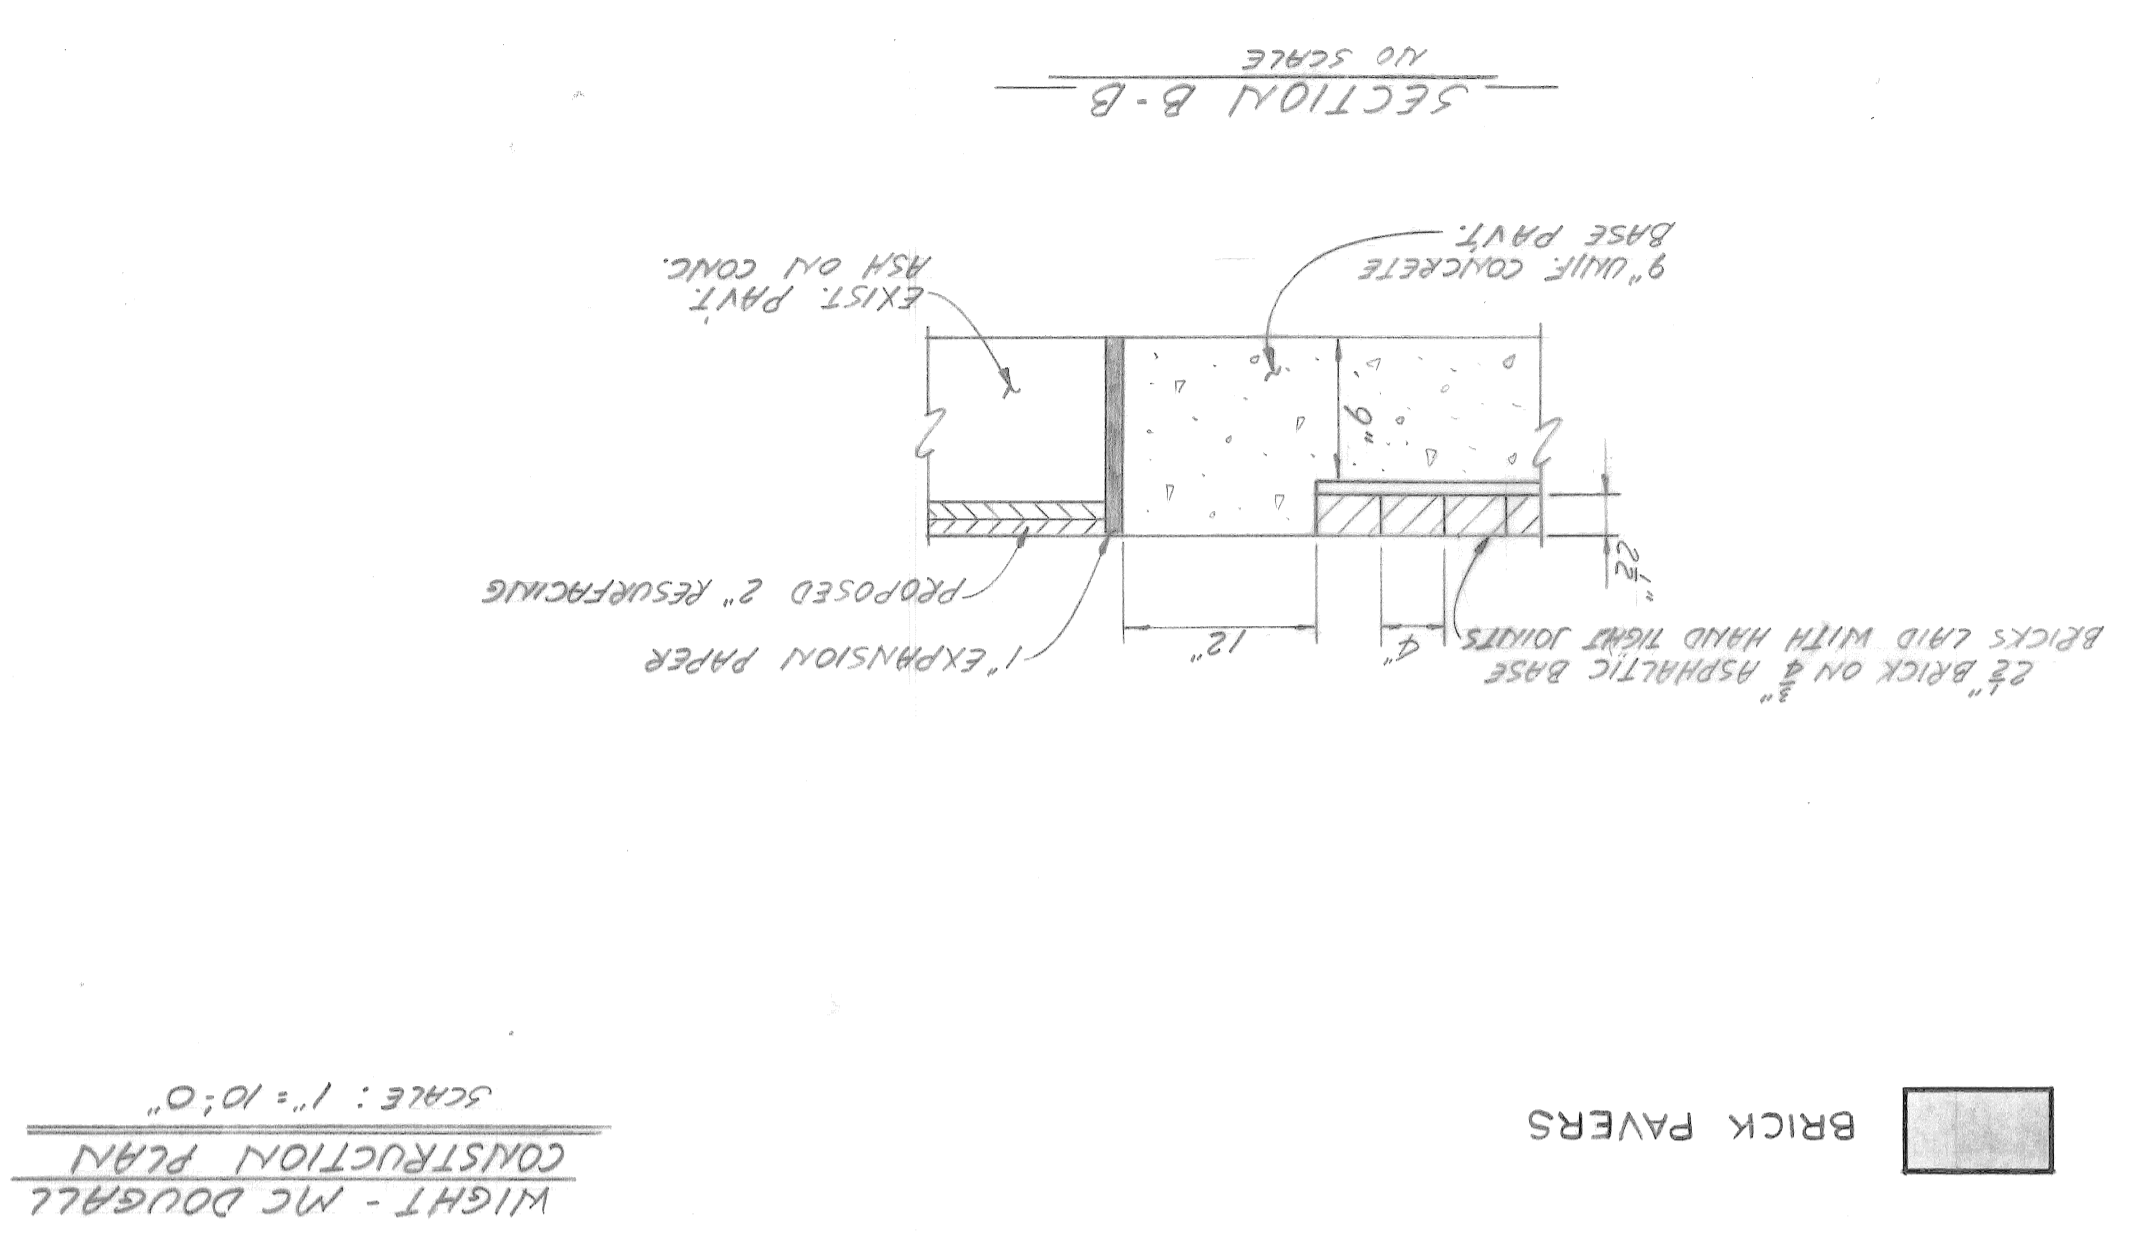 WIGHT - MC DOUGALL
CONSTRUCTION PLAN
SCALE: 1"=10'-0"
BRICK PAVERS
2½" BRICK ON ¾" ASPHALTIC BASE
BRICKS LAID WITH HAND TIGHT JOINTS
4"
12"
1" EXPANSION PAPER
PROPOSED 2" RESURFACING
2½"
9"
EXIST. PAV'T.
ASH ON CONC.
9" UNIF. CONCRETE
BASE PAV'T.
SECTION B-B
NO SCALE